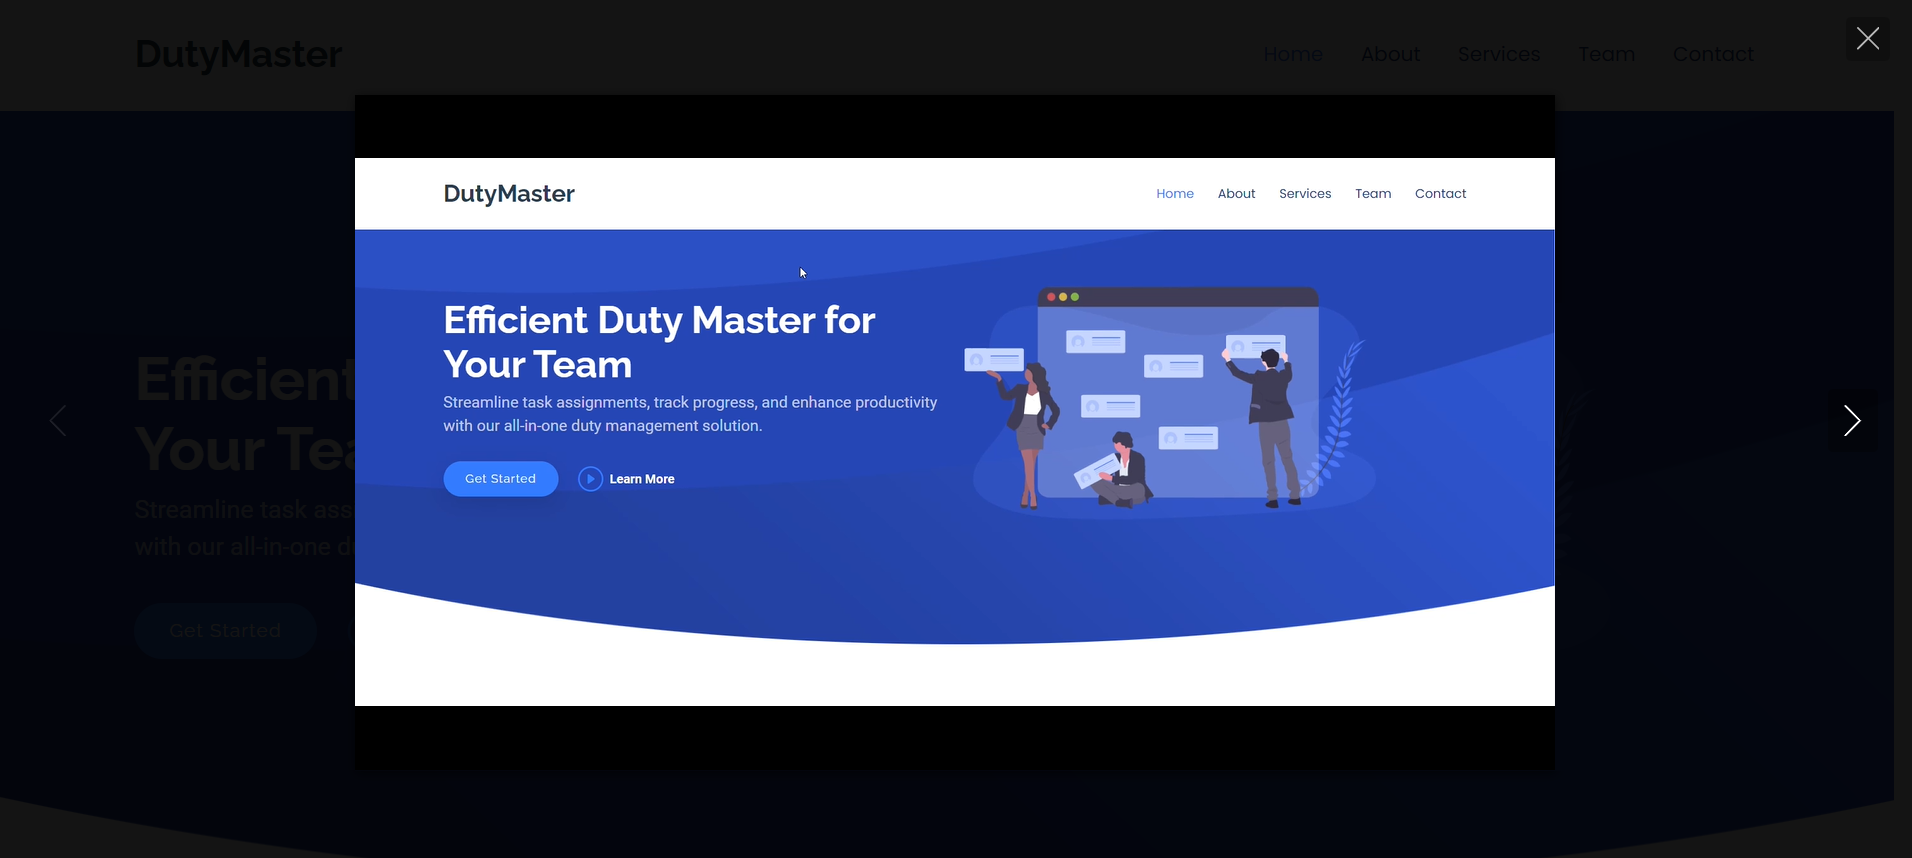 DutyMaster
Home About Services Team Contact
DutyMaster
Home About Services Team Contact
Efficient Duty Master for
Your Team
Streamline task assignments, track progress, and enhance productivity
with our all-in-one duty management solution.
Get Started Learn More
Efficient
Your Tea
Streamline task ass
with our all-in-one d
Get Started